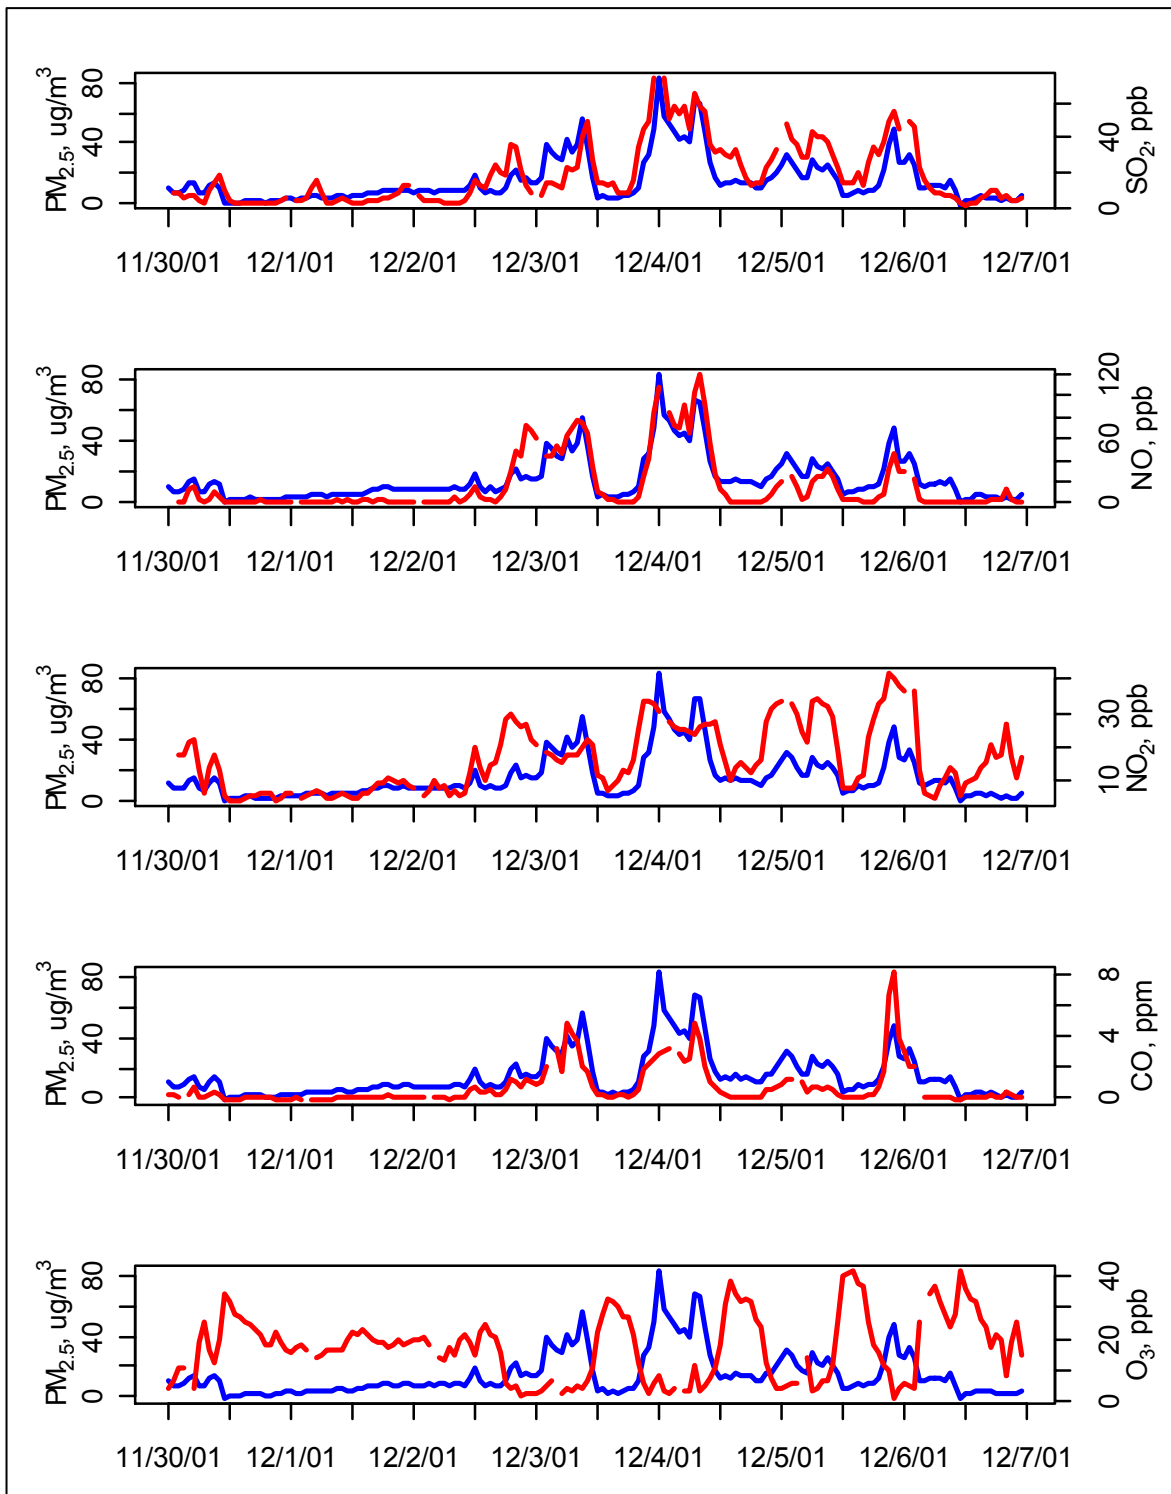 PM2.5, ug/m3
0 40 80
0 40
SO2, ppb
11/30/01 12/1/01 12/2/01 12/3/01 12/4/01 12/5/01 12/6/01 12/7/01
PM2.5, ug/m3
0 40 80
0 60 120
NO, ppb
11/30/01 12/1/01 12/2/01 12/3/01 12/4/01 12/5/01 12/6/01 12/7/01
PM2.5, ug/m3
0 40 80
10 30
NO2, ppb
11/30/01 12/1/01 12/2/01 12/3/01 12/4/01 12/5/01 12/6/01 12/7/01
PM2.5, ug/m3
0 40 80
0 4 8
CO, ppm
11/30/01 12/1/01 12/2/01 12/3/01 12/4/01 12/5/01 12/6/01 12/7/01
PM2.5, ug/m3
0 40 80
0 20 40
O3, ppb
11/30/01 12/1/01 12/2/01 12/3/01 12/4/01 12/5/01 12/6/01 12/7/01